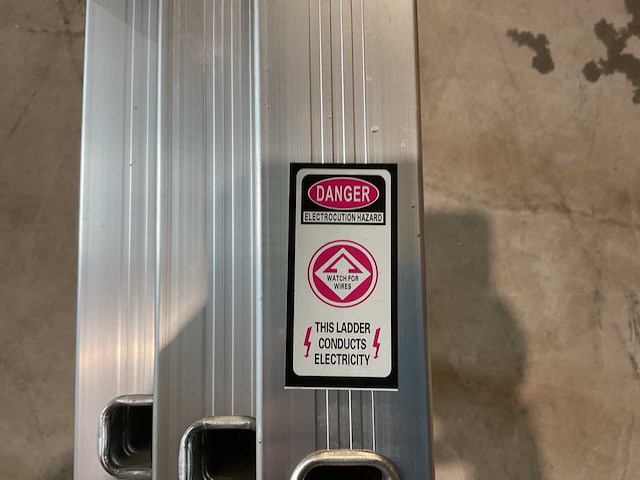 DANGER
ELECTROCUTION HAZARD
WATCH FOR
WIRES
THIS LADDER
CONDUCTS
ELECTRICITY